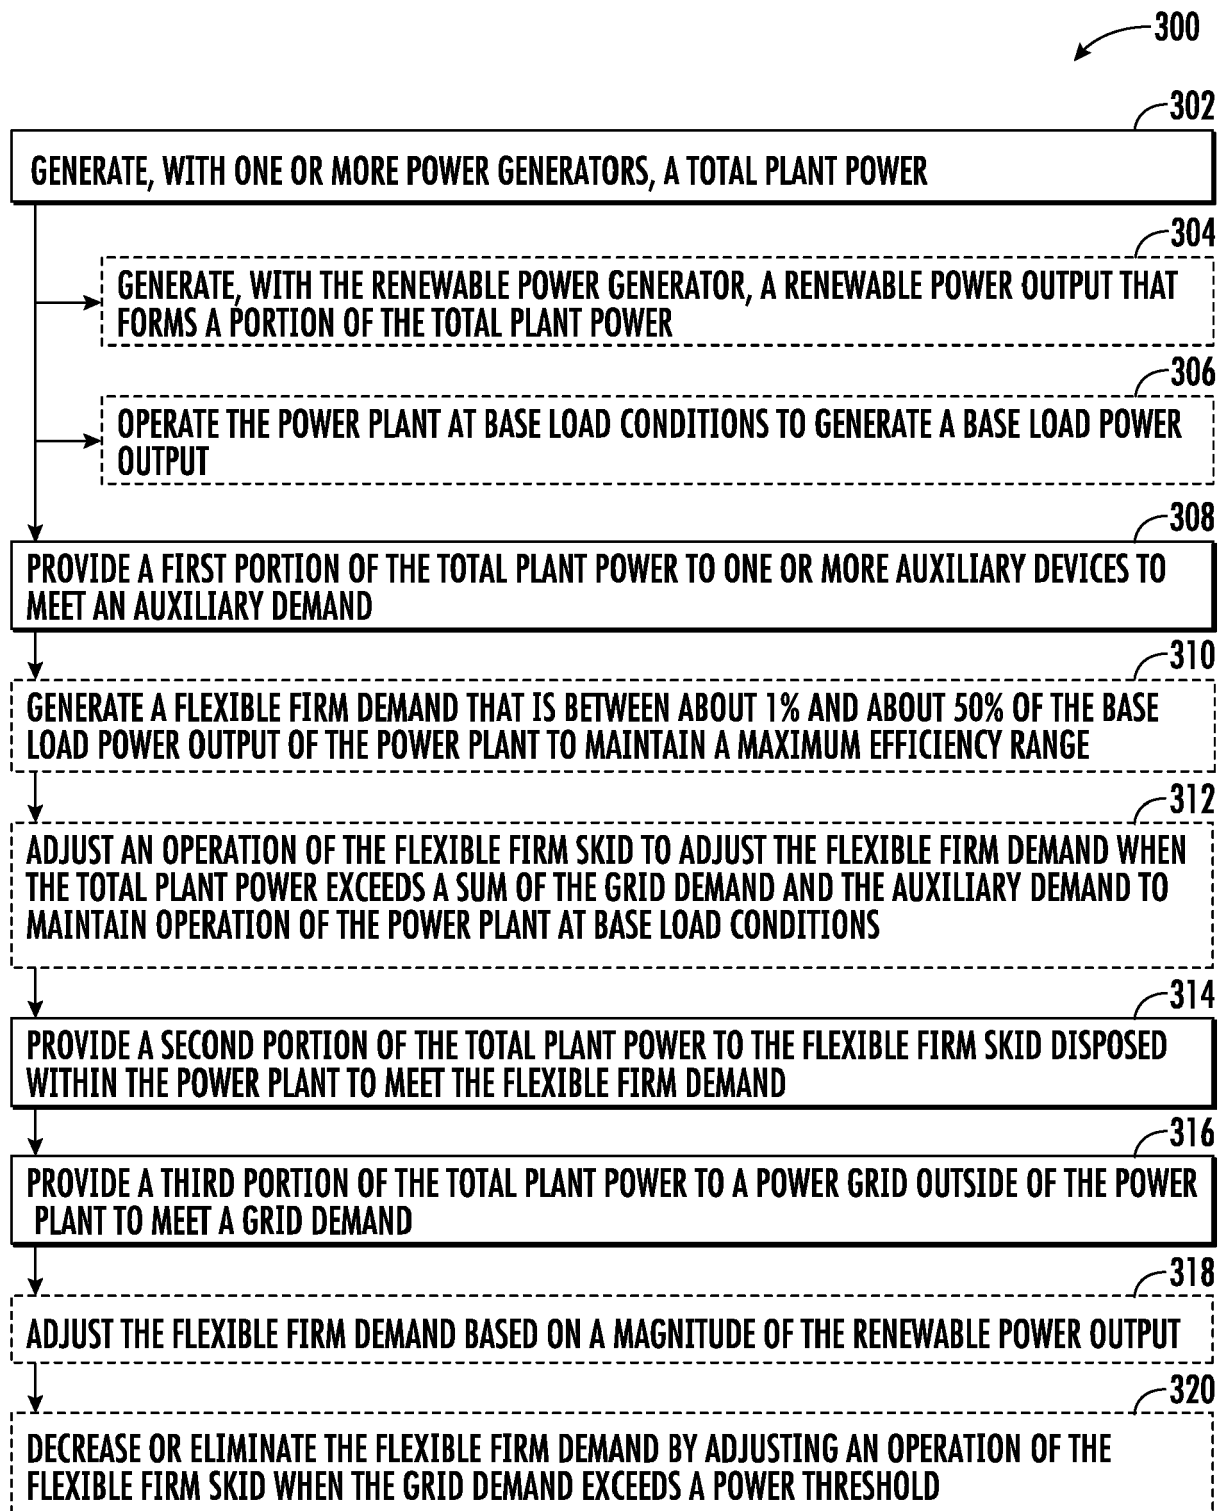 300
302
GENERATE, WITH ONE OR MORE POWER GENERATORS, A TOTAL PLANT POWER
304
GENERATE, WITH THE RENEWABLE POWER GENERATOR, A RENEWABLE POWER OUTPUT THAT
FORMS A PORTION OF THE TOTAL PLANT POWER
306
OPERATE THE POWER PLANT AT BASE LOAD CONDITIONS TO GENERATE A BASE LOAD POWER
OUTPUT
308
PROVIDE A FIRST PORTION OF THE TOTAL PLANT POWER TO ONE OR MORE AUXILIARY DEVICES TO
MEET AN AUXILIARY DEMAND
310
GENERATE A FLEXIBLE FIRM DEMAND THAT IS BETWEEN ABOUT 1% AND ABOUT 50% OF THE BASE
LOAD POWER OUTPUT OF THE POWER PLANT TO MAINTAIN A MAXIMUM EFFICIENCY RANGE
312
ADJUST AN OPERATION OF THE FLEXIBLE FIRM SKID TO ADJUST THE FLEXIBLE FIRM DEMAND WHEN
THE TOTAL PLANT POWER EXCEEDS A SUM OF THE GRID DEMAND AND THE AUXILIARY DEMAND TO
MAINTAIN OPERATION OF THE POWER PLANT AT BASE LOAD CONDITIONS
314
PROVIDE A SECOND PORTION OF THE TOTAL PLANT POWER TO THE FLEXIBLE FIRM SKID DISPOSED
WITHIN THE POWER PLANT TO MEET THE FLEXIBLE FIRM DEMAND
316
PROVIDE A THIRD PORTION OF THE TOTAL PLANT POWER TO A POWER GRID OUTSIDE OF THE POWER
PLANT TO MEET A GRID DEMAND
318
ADJUST THE FLEXIBLE FIRM DEMAND BASED ON A MAGNITUDE OF THE RENEWABLE POWER OUTPUT
320
DECREASE OR ELIMINATE THE FLEXIBLE FIRM DEMAND BY ADJUSTING AN OPERATION OF THE
FLEXIBLE FIRM SKID WHEN THE GRID DEMAND EXCEEDS A POWER THRESHOLD